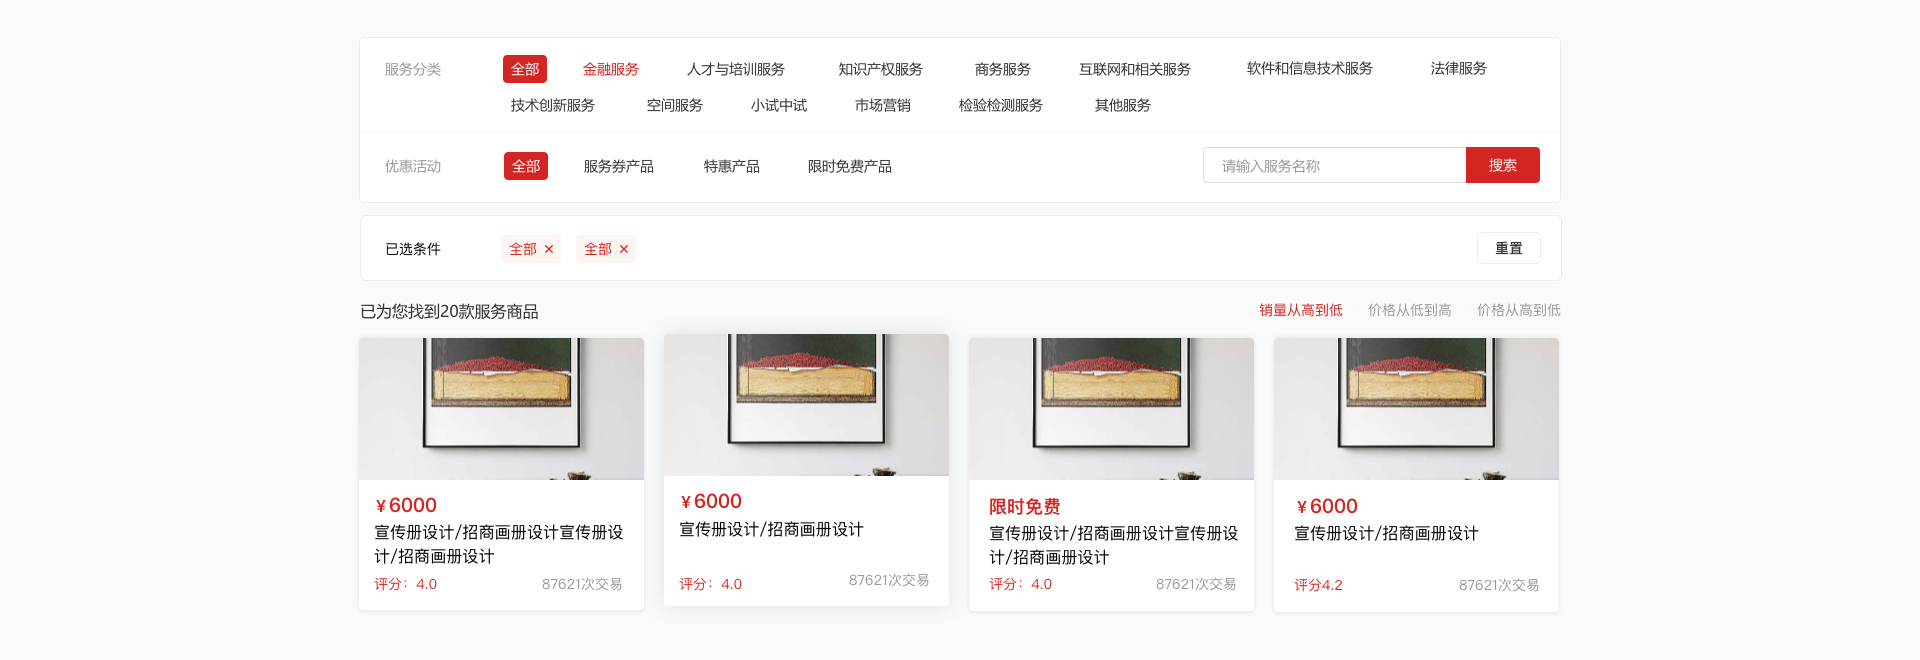 服务分类 全部 金融服务 人才与培训服务 知识产权服务 商务服务 互联网和相关服务 软件和信息技术服务 法律服务
技术创新服务 空间服务 小试中试 市场营销 检验检测服务 其他服务
优惠活动 全部 服务券产品 特惠产品 限时免费产品 请输入服务名称 搜索
已选条件 全部 × 全部 × 重置
已为您找到20款服务商品 销量从高到低 价格从低到高 价格从高到低
¥6000
宣传册设计/招商画册设计宣传册设
计/招商画册设计
评分：4.0 87621次交易
¥6000
宣传册设计/招商画册设计
评分：4.0 87621次交易
限时免费
宣传册设计/招商画册设计宣传册设
计/招商画册设计
评分：4.0 87621次交易
¥6000
宣传册设计/招商画册设计
评分4.2 87621次交易